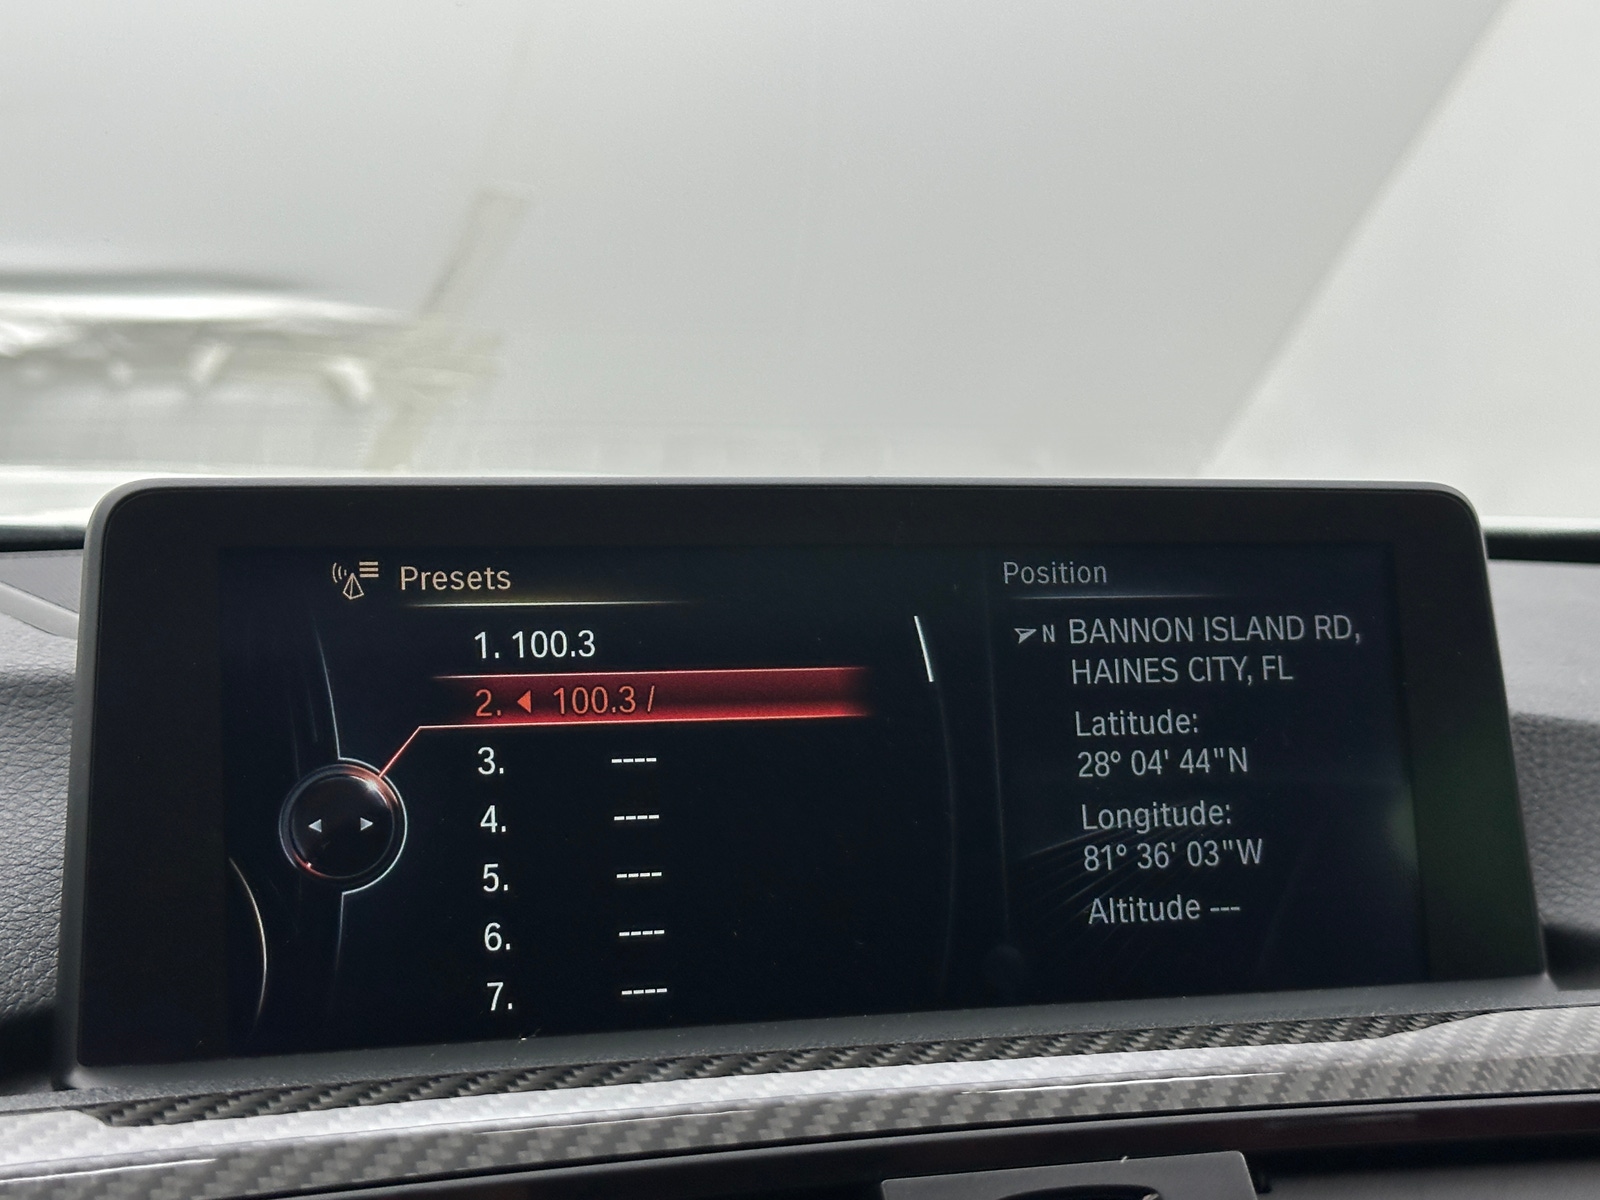 Presets
1. 100.3
2. ◀ 100.3 /
3. ----
4. ----
5. ----
6. ----
7. ----
Position
N BANNON ISLAND RD,
HAINES CITY, FL
Latitude:
28° 04' 44"N
Longitude:
81° 36' 03"W
Altitude ---